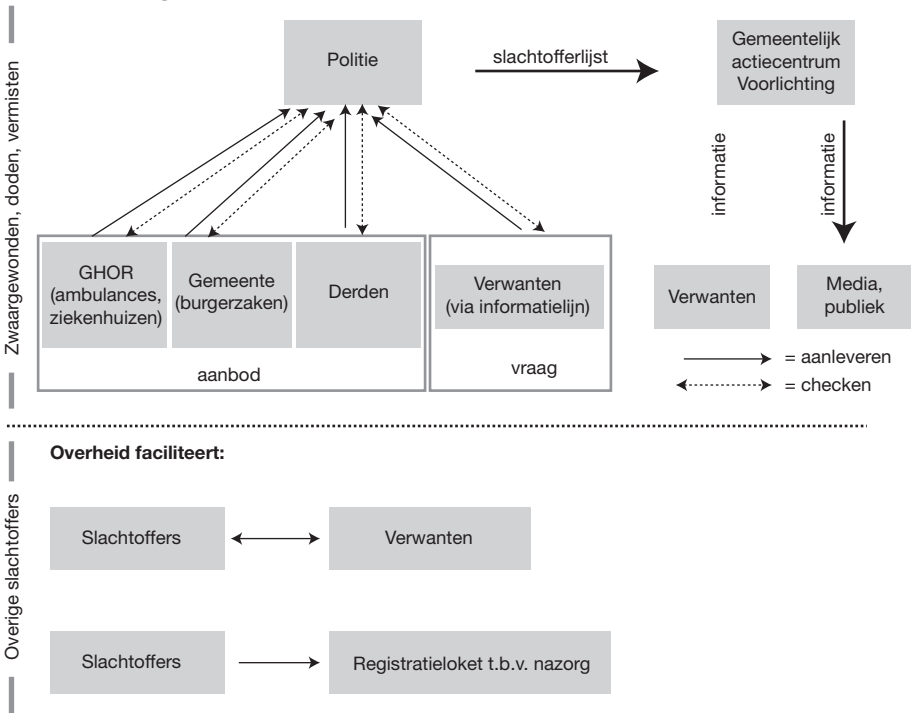 Zwaargewonden, doden, vermisten
Politie
slachtofferlijst
Gemeentelijk
actiecentrum
Voorlichting
informatie
informatie
GHOR
(ambulances,
ziekenhuizen)
Gemeente
(burgerzaken)
Derden
aanbod
Verwanten
(via informatielijn)
vraag
Verwanten
Media,
publiek
= aanleveren
= checken
Overige slachtoffers
Overheid faciliteert:
Slachtoffers
Verwanten
Slachtoffers
Registratieloket t.b.v. nazorg